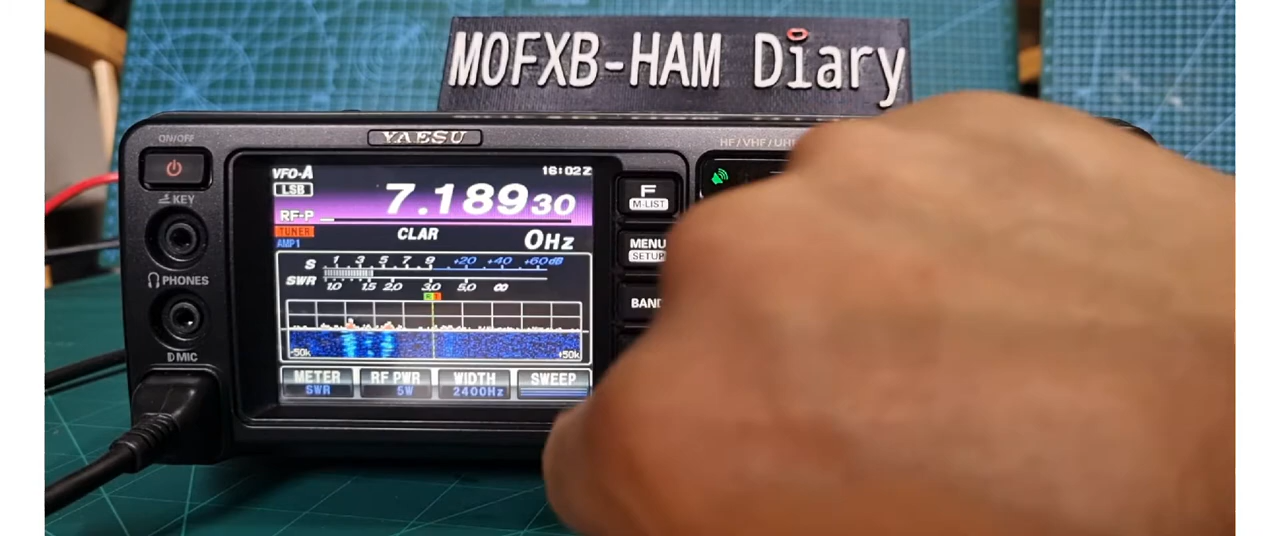 M0FXB-HAM Diary
YAESU
ON/OFF
HF/VHF/UHF
VFO-A
16:02Z
LSB
7.18930
RF-P
TUNER
AMP1
CLAR
0Hz
F
M-LIST
KEY
MENU
SETUP
S 1 3 5 7 9 +20 +40 +60dB
SWR 1.0 1.5 2.0 3.0 5.0 ∞
PHONES
R T
BAND
-50k +50k
MIC
METER RF PWR WIDTH SWEEP
SWR 5W 2400Hz